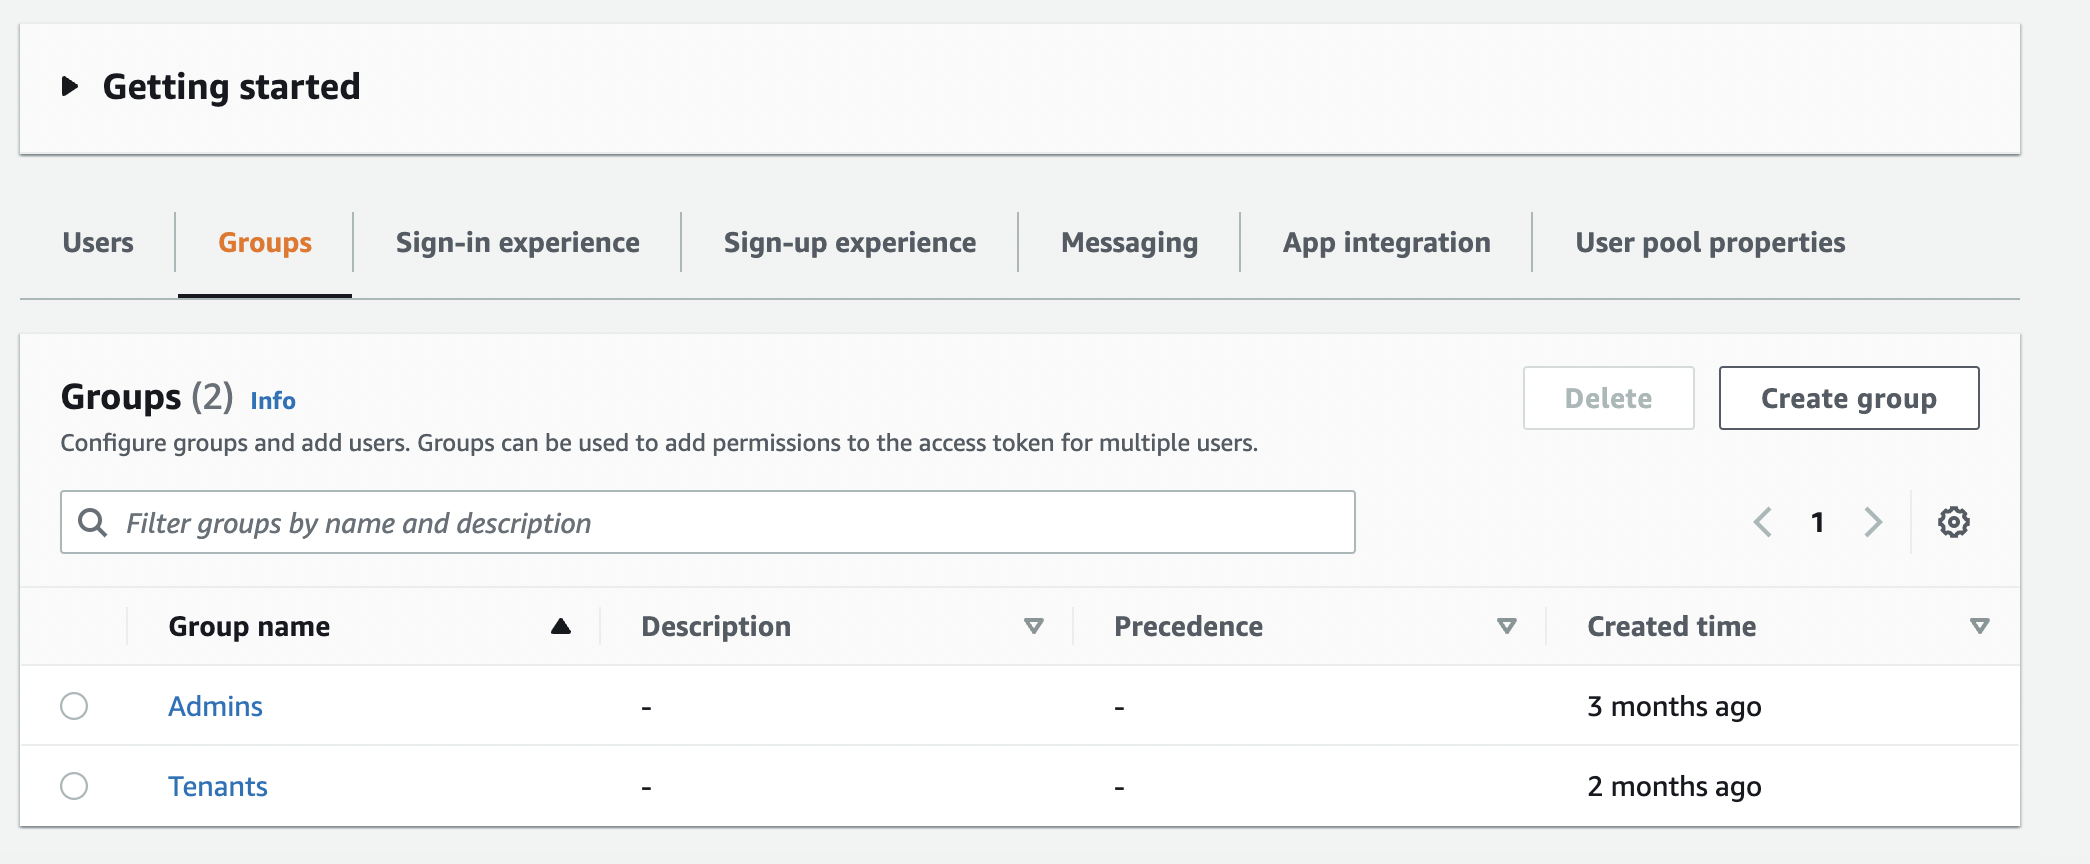 Getting started
Users Groups Sign-in experience Sign-up experience Messaging App integration User pool properties
Groups (2) Info Delete Create group
Configure groups and add users. Groups can be used to add permissions to the access token for multiple users.
Filter groups by name and description 1
Group name Description Precedence Created time
Admins - - 3 months ago
Tenants - - 2 months ago